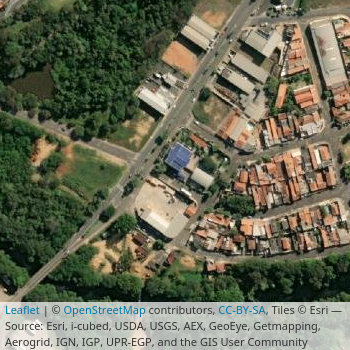 Leaflet | © OpenStreetMap contributors, CC-BY-SA, Tiles © Esri —
Source: Esri, i-cubed, USDA, USGS, AEX, GeoEye, Getmapping,
Aerogrid, IGN, IGP, UPR-EGP, and the GIS User Community